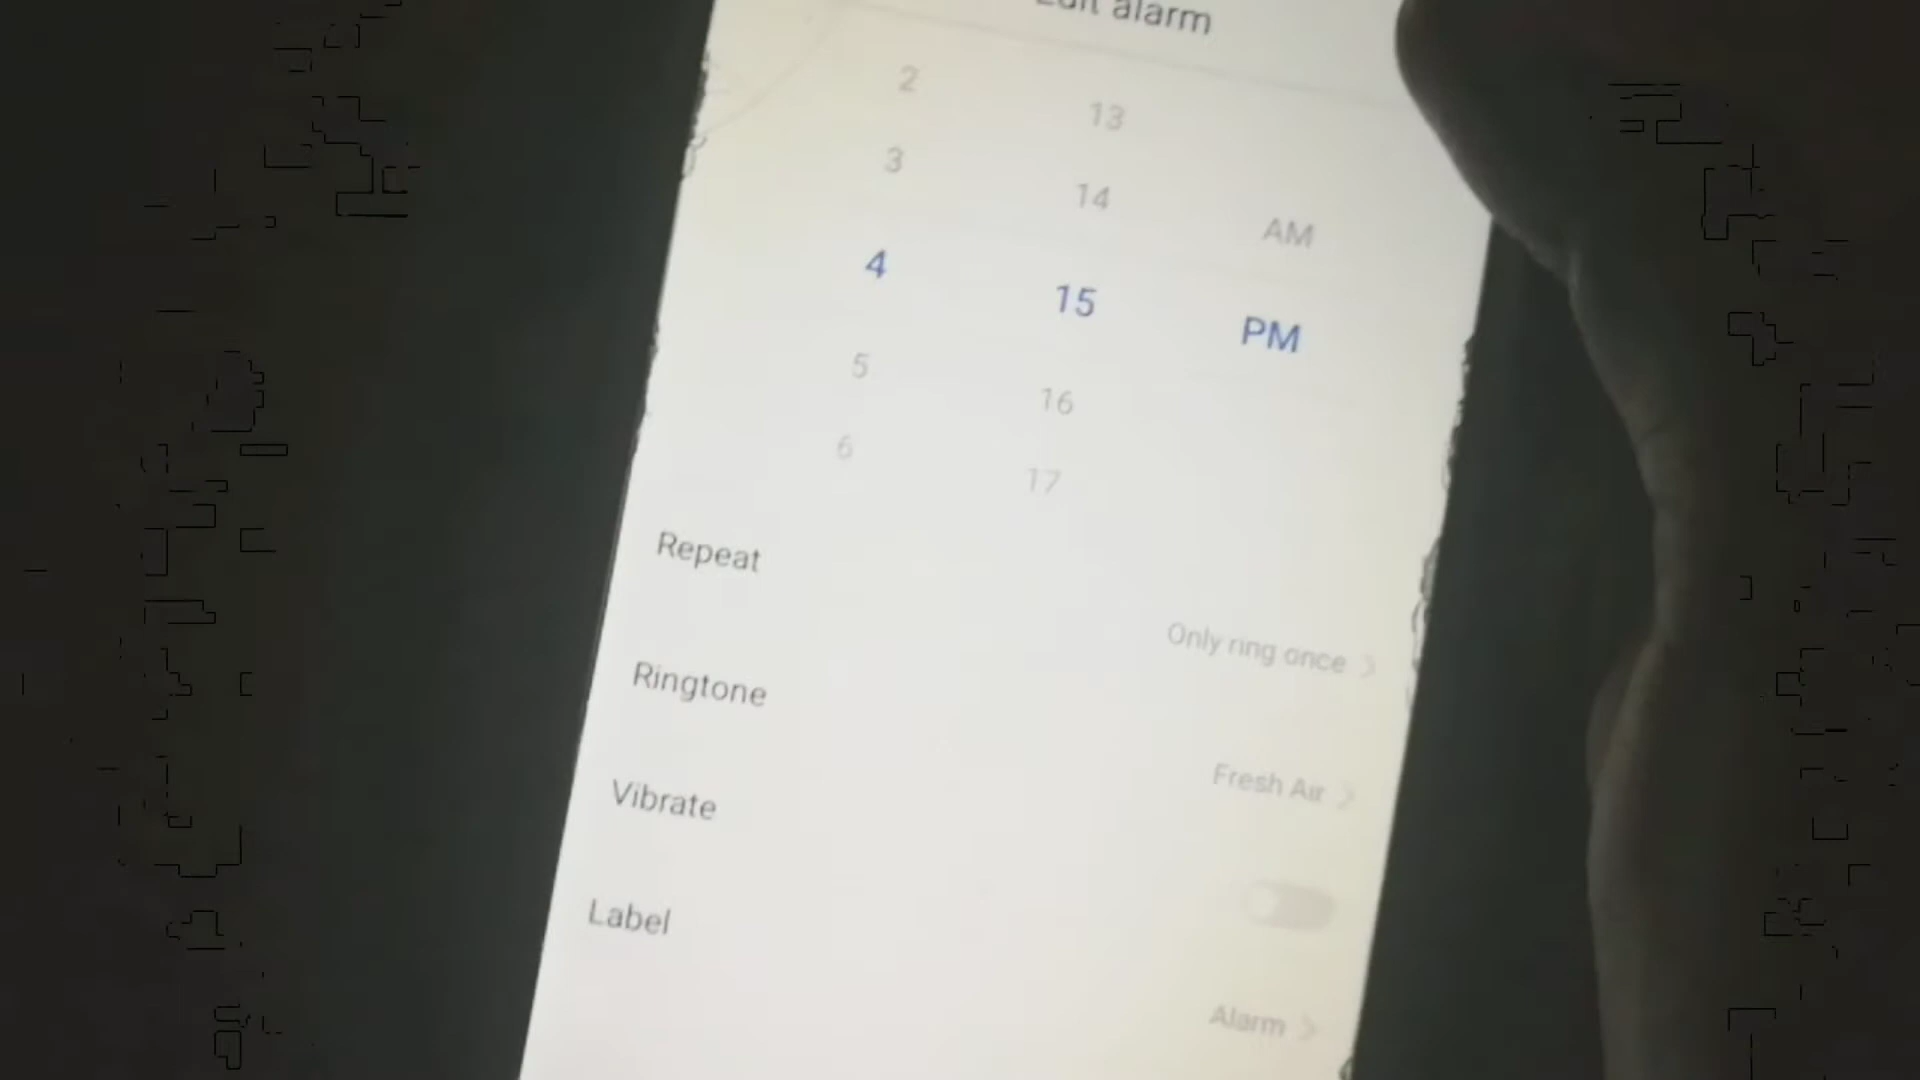 Edit alarm
2 13
3 14 AM
4 15 PM
5 16
6 17
Repeat Only ring once
Ringtone Fresh Air
Vibrate
Label Alarm